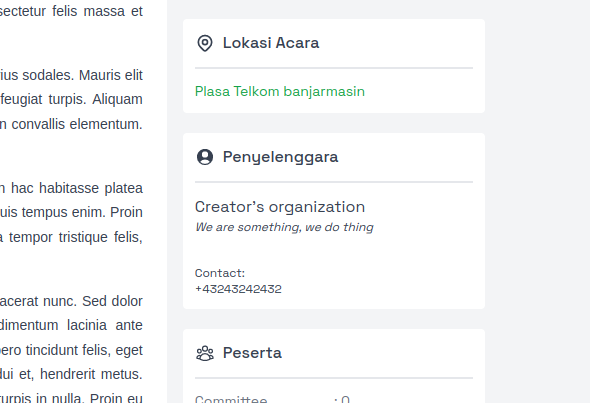 sectetur felis massa et
ius sodales. Mauris elit
feugiat turpis. Aliquam
n convallis elementum.
n hac habitasse platea
uis tempus enim. Proin
a tempor tristique felis,
acerat nunc. Sed dolor
dimentum lacinia ante
ero tincidunt felis, eget
dui et, hendrerit metus.
turpis in nulla. Proin eu
Lokasi Acara
Plasa Telkom banjarmasin
Penyelenggara
Creator's organization
We are something, we do thing
Contact:
+43243242432
Peserta
Committee : 0